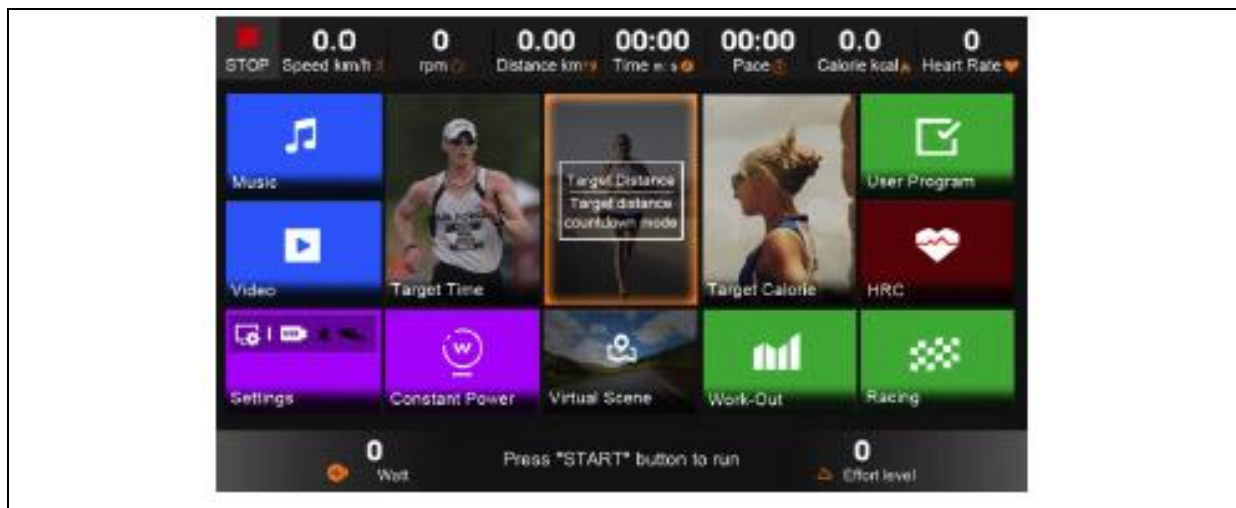 0.0
0
0.00
00:00
00:00
0.0
0
STOP
Speed km/h
rpm
Distance km
Time m: s
Pace
Calorie kcal
Heart Rate
Music
Target Distance
Target distance
countdown mode
User Program
Video
Target Time
Target Calorie
HRC
W
Settings
Constant Power
Virtual Scene
Work-Out
Racing
0
Watt
Press "START" button to run
0
Effort level